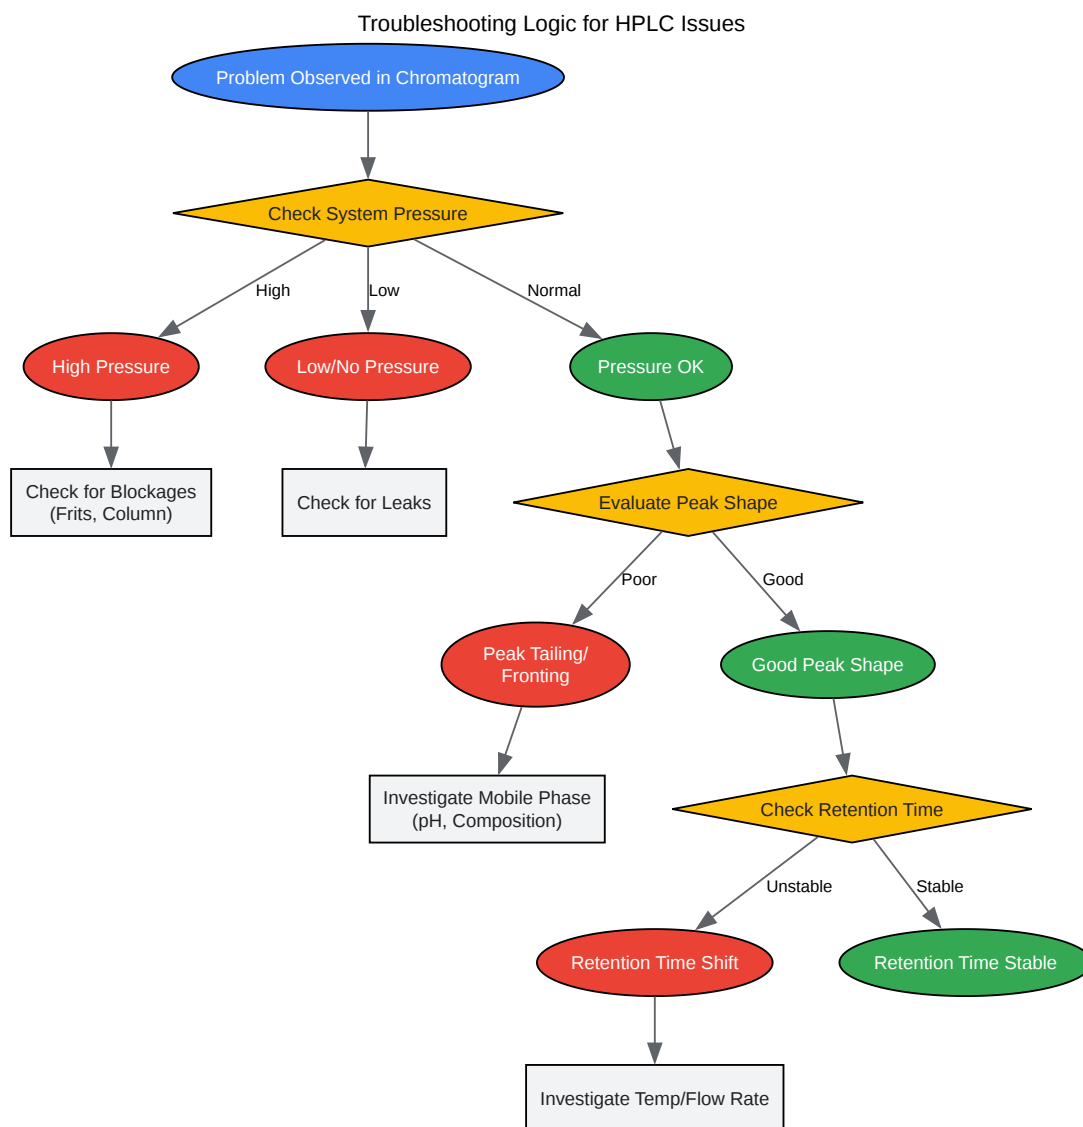 Troubleshooting Logic for HPLC Issues
Problem Observed in Chromatogram
Check System Pressure
High
Low
Normal
High Pressure
Low/No Pressure
Pressure OK
Check for Blockages
(Frits, Column)
Check for Leaks
Evaluate Peak Shape
Poor
Good
Peak Tailing/
Fronting
Good Peak Shape
Investigate Mobile Phase
(pH, Composition)
Check Retention Time
Unstable
Stable
Retention Time Shift
Retention Time Stable
Investigate Temp/Flow Rate